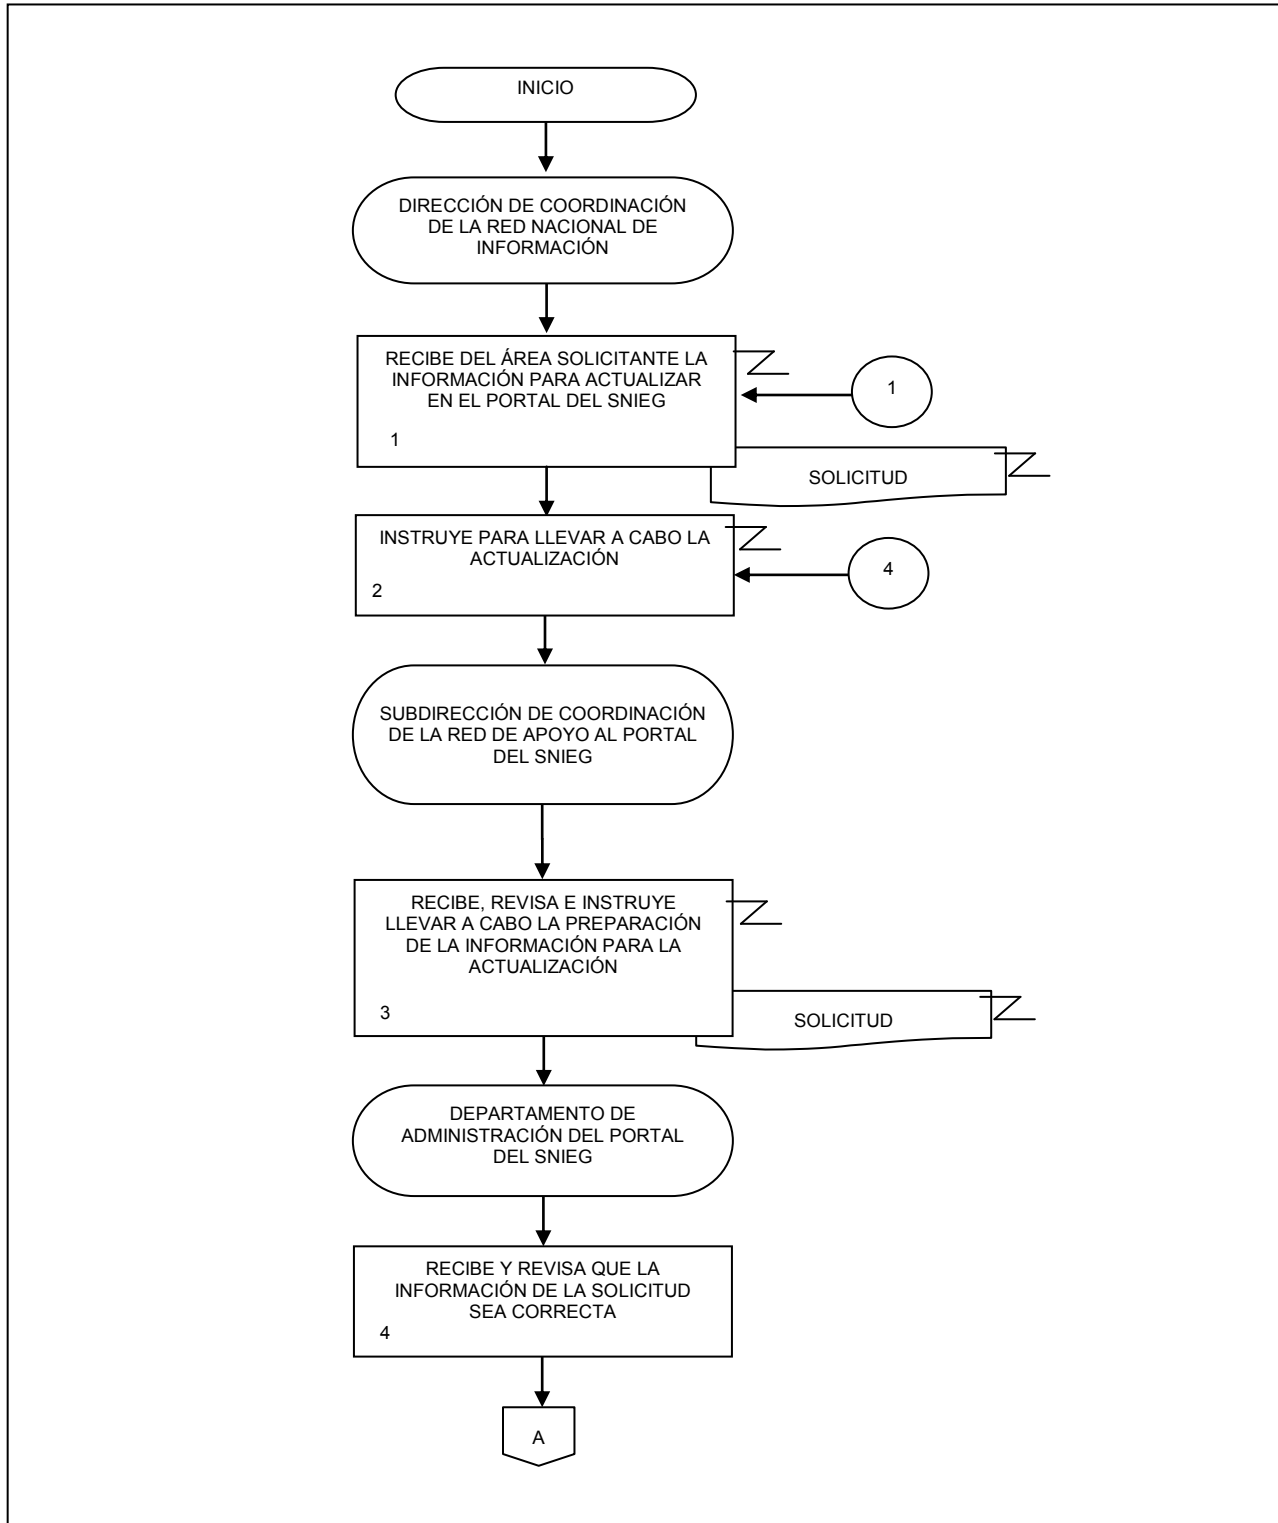 INICIO
DIRECCIÓN DE COORDINACIÓN
DE LA RED NACIONAL DE
INFORMACIÓN
RECIBE DEL ÁREA SOLICITANTE LA
INFORMACIÓN PARA ACTUALIZAR
EN EL PORTAL DEL SNIEG
1
1
SOLICITUD
INSTRUYE PARA LLEVAR A CABO LA
ACTUALIZACIÓN
2
4
SUBDIRECCIÓN DE COORDINACIÓN
DE LA RED DE APOYO AL PORTAL
DEL SNIEG
RECIBE, REVISA E INSTRUYE
LLEVAR A CABO LA PREPARACIÓN
DE LA INFORMACIÓN PARA LA
ACTUALIZACIÓN
3
SOLICITUD
DEPARTAMENTO DE
ADMINISTRACIÓN DEL PORTAL
DEL SNIEG
RECIBE Y REVISA QUE LA
INFORMACIÓN DE LA SOLICITUD
SEA CORRECTA
4
A